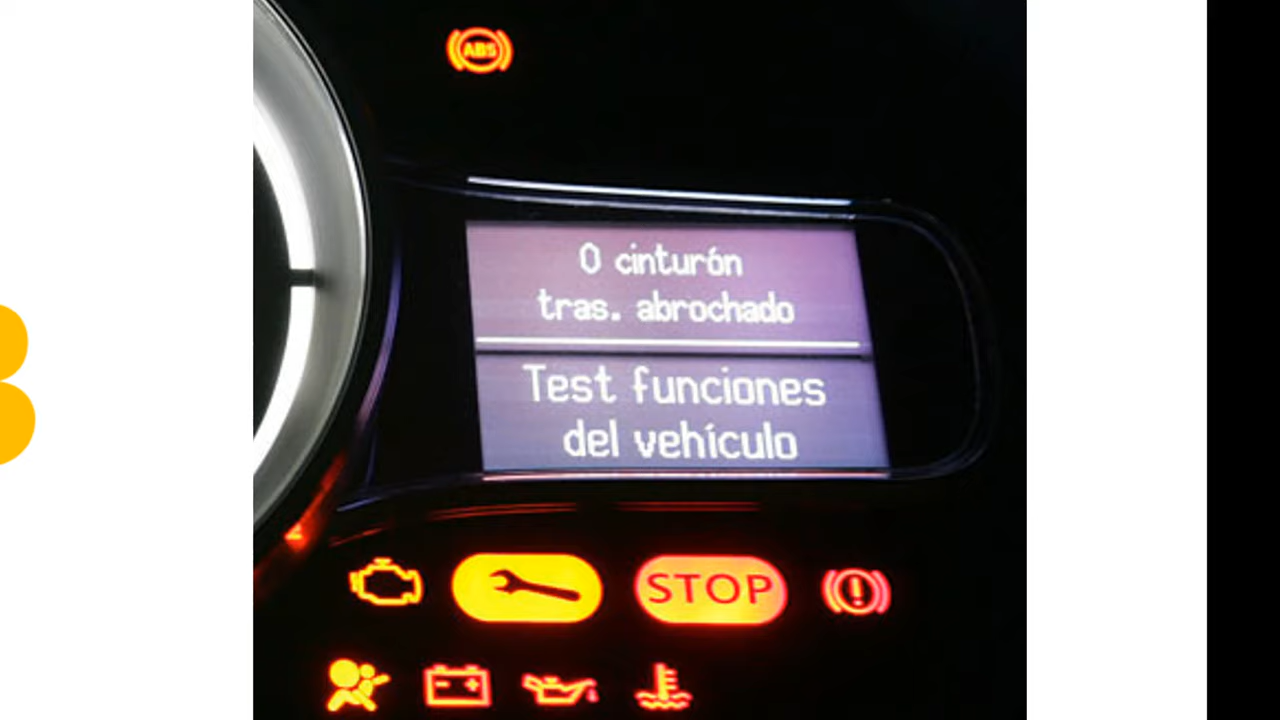 ABS
0 cinturón
tras. abrochado
Test funciones
del vehículo
STOP